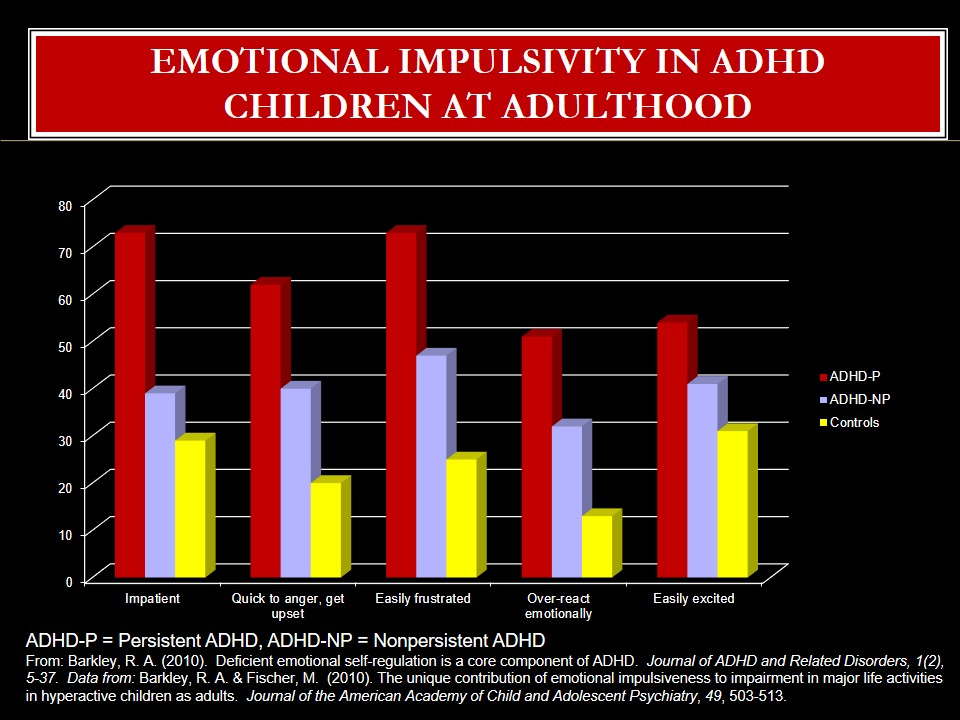 EMOTIONAL IMPULSIVITY IN ADHD
CHILDREN AT ADULTHOOD
80
70
60
50
40
30
20
10
0
Impatient
Quick to anger, get
upset
Easily frustrated
Over-react
emotionally
Easily excited
ADHD-P
ADHD-NP
Controls
ADHD-P = Persistent ADHD, ADHD-NP = Nonpersistent ADHD
From: Barkley, R. A. (2010).  Deficient emotional self-regulation is a core component of ADHD.  Journal of ADHD and Related Disorders, 1(2),
5-37.  Data from: Barkley, R. A. & Fischer, M.  (2010). The unique contribution of emotional impulsiveness to impairment in major life activities
in hyperactive children as adults.  Journal of the American Academy of Child and Adolescent Psychiatry, 49, 503-513.